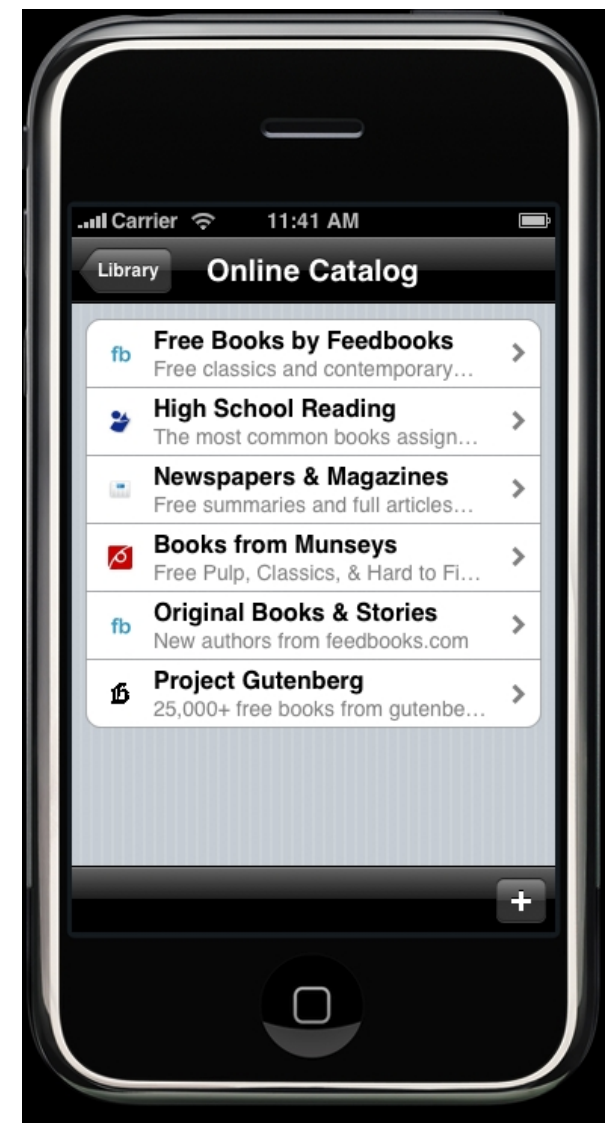 Carrier 11:41 AM
Library Online Catalog
fb Free Books by Feedbooks
Free classics and contemporary...
High School Reading
The most common books assign...
Newspapers & Magazines
Free summaries and full articles...
Books from Munseys
Free Pulp, Classics, & Hard to Fi...
fb Original Books & Stories
New authors from feedbooks.com
G Project Gutenberg
25,000+ free books from gutenbe...
+